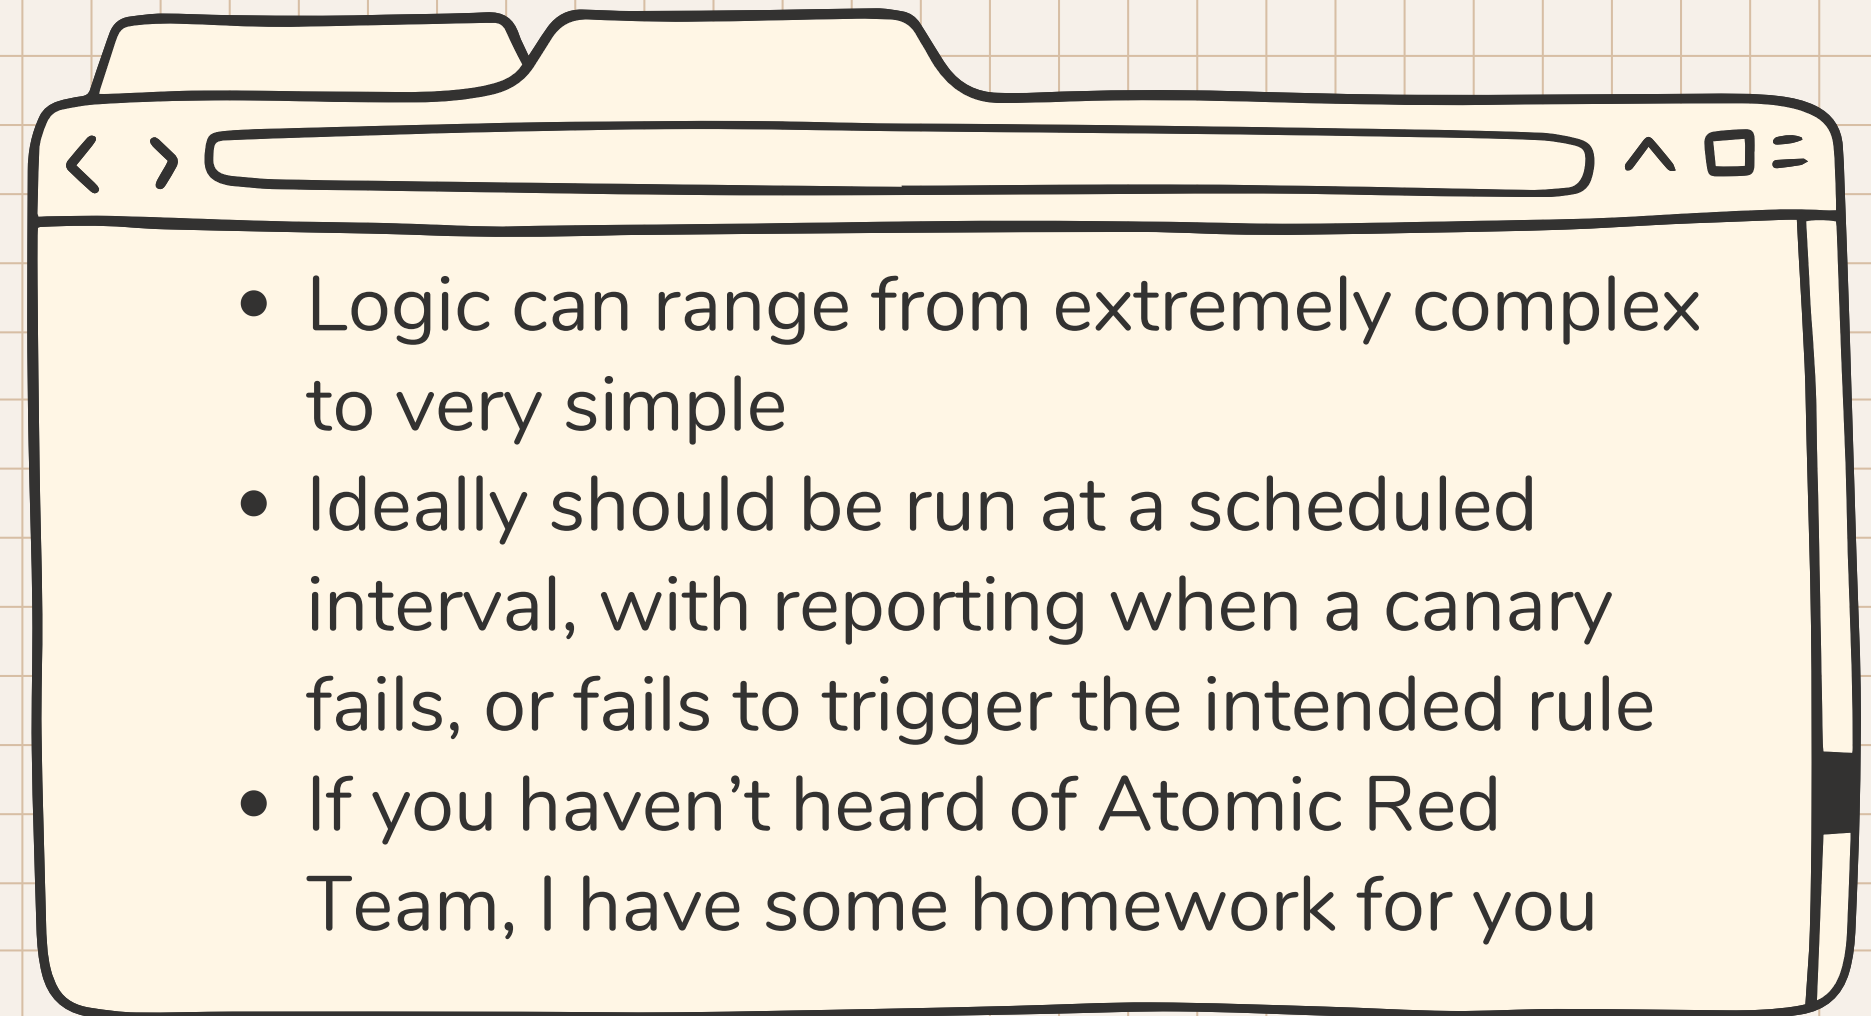 • Logic can range from extremely complex
to very simple
• Ideally should be run at a scheduled
interval, with reporting when a canary
fails, or fails to trigger the intended rule
• If you haven’t heard of Atomic Red
Team, I have some homework for you